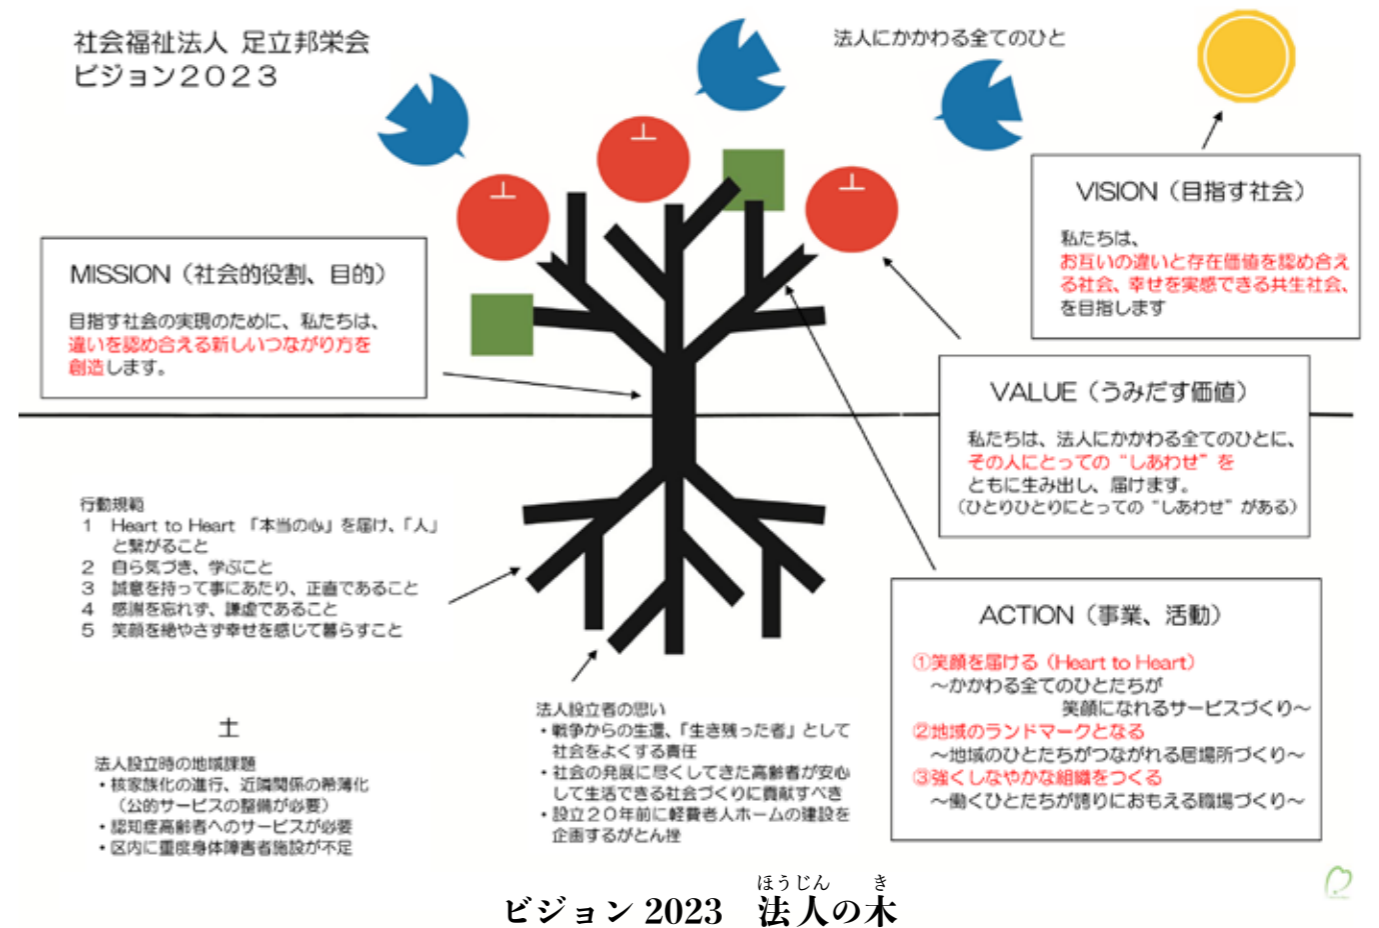 社会福祉法人 足立邦栄会
ビジョン２０２３
法人にかかわる全てのひと
VISION（目指す社会）
私たちは、
お互いの違いと存在価値を認め合え
る社会、幸せを実感できる共生社会、
を目指します
MISSION（社会的役割、目的）
目指す社会の実現のために、私たちは、
違いを認め合える新しいつながり方を
創造します。
VALUE（うみだす価値）
私たちは、法人にかかわる全てのひとに、
その人にとっての“しあわせ”を
ともに生み出し、届けます。
（ひとりひとりにとっての“しあわせ”がある）
行動規範
1 Heart to Heart 「本当の心」を届け、「人」
と繋がること
2 自ら気づき、学ぶこと
3 誠意を持って事にあたり、正直であること
4 感謝を忘れず、謙虚であること
5 笑顔を絶やさず幸せを感じて暮らすこと
ACTION（事業、活動）
①笑顔を届ける（Heart to Heart）
～かかわる全てのひとたちが
笑顔になれるサービスづくり～
②地域のランドマークとなる
～地域のひとたちがつながれる居場所づくり～
③強くしなやかな組織をつくる
～働くひとたちが誇りにおもえる職場づくり～
土
法人設立時の地域課題
・核家族化の進行、近隣関係の希薄化
（公的サービスの整備が必要）
・認知症高齢者へのサービスが必要
・区内に重度身体障害者施設が不足
法人設立者の思い
・戦争からの生還、「生き残った者」として
社会をよくする責任
・社会の発展に尽くしてきた高齢者が安心
して生活できる社会づくりに貢献すべき
・設立２０年前に軽費老人ホームの建設を
企画するがとん挫
ほうじん き
ビジョン 2023 法人の木